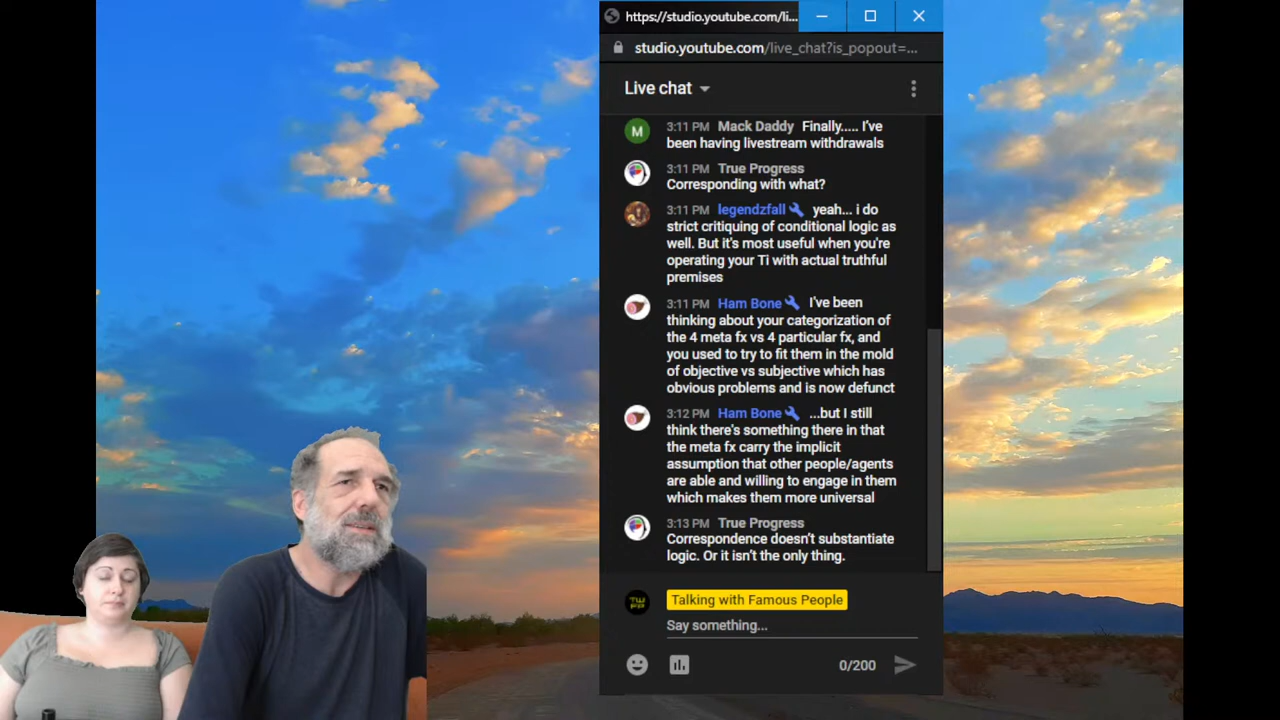 https://studio.youtube.com/li...
studio.youtube.com/live_chat?is_popout=...
Live chat
M
3:11 PM Mack Daddy Finally..... I've
been having livestream withdrawals
3:11 PM True Progress
Corresponding with what?
3:11 PM legendzfall yeah... i do
strict critiquing of conditional logic as
well. But it's most useful when you're
operating your Ti with actual truthful
premises
3:11 PM Ham Bone I've been
thinking about your categorization of
the 4 meta fx vs 4 particular fx, and
you used to try to fit them in the mold
of objective vs subjective which has
obvious problems and is now defunct
3:12 PM Ham Bone ...but I still
think there's something there in that
the meta fx carry the implicit
assumption that other people/agents
are able and willing to engage in them
which makes them more universal
3:13 PM True Progress
Correspondence doesn't substantiate
logic. Or it isn't the only thing.
TW
FP
Talking with Famous People
Say something...
0/200